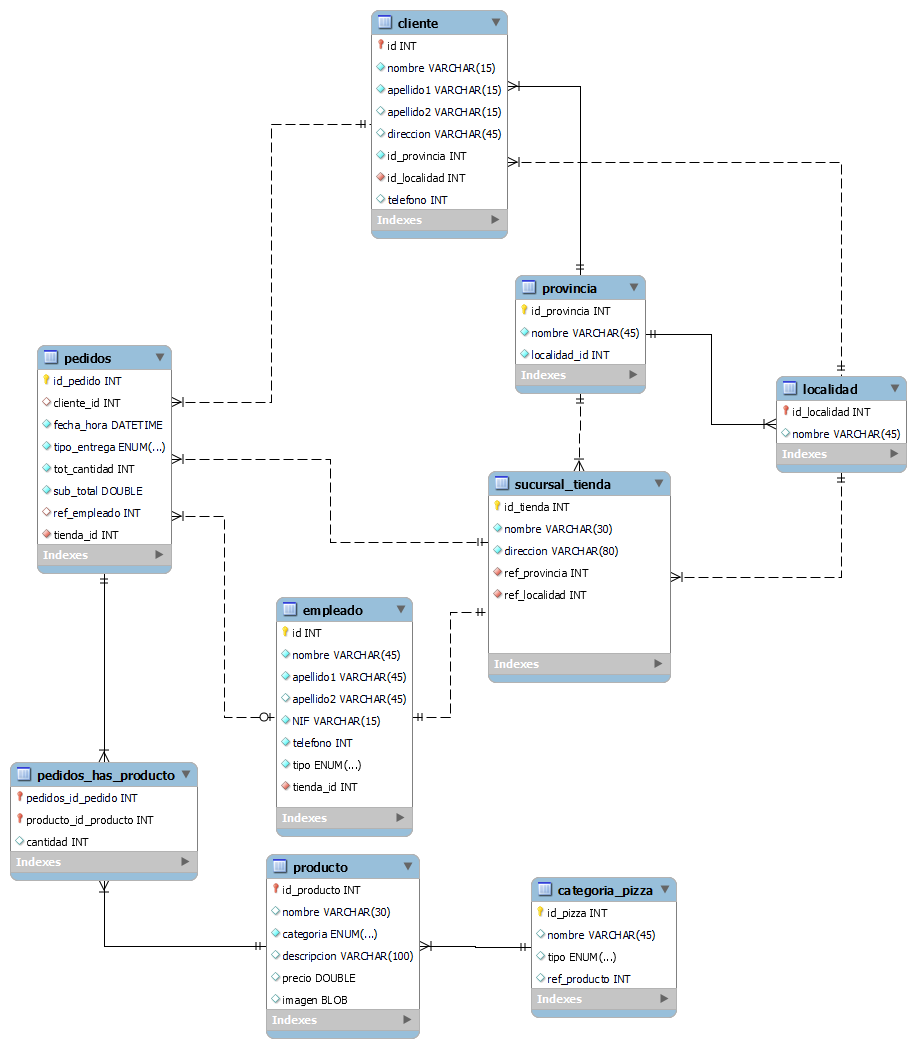 cliente
id INT
nombre VARCHAR(15)
apellido1 VARCHAR(15)
apellido2 VARCHAR(15)
direccion VARCHAR(45)
id_provincia INT
id_localidad INT
telefono INT
Indexes
provincia
id_provincia INT
nombre VARCHAR(45)
localidad_id INT
Indexes
pedidos
id_pedido INT
cliente_id INT
fecha_hora DATETIME
tipo_entrega ENUM(...)
tot_cantidad INT
sub_total DOUBLE
ref_empleado INT
tienda_id INT
Indexes
localidad
id_localidad INT
nombre VARCHAR(45)
Indexes
sucursal_tienda
id_tienda INT
nombre VARCHAR(30)
direccion VARCHAR(80)
ref_provincia INT
ref_localidad INT
Indexes
empleado
id INT
nombre VARCHAR(45)
apellido1 VARCHAR(45)
apellido2 VARCHAR(45)
NIF VARCHAR(15)
telefono INT
tipo ENUM(...)
tienda_id INT
Indexes
pedidos_has_producto
pedidos_id_pedido INT
producto_id_producto INT
cantidad INT
Indexes
producto
id_producto INT
nombre VARCHAR(30)
categoria ENUM(...)
descripcion VARCHAR(100)
precio DOUBLE
imagen BLOB
Indexes
categoria_pizza
id_pizza INT
nombre VARCHAR(45)
tipo ENUM(...)
ref_producto INT
Indexes